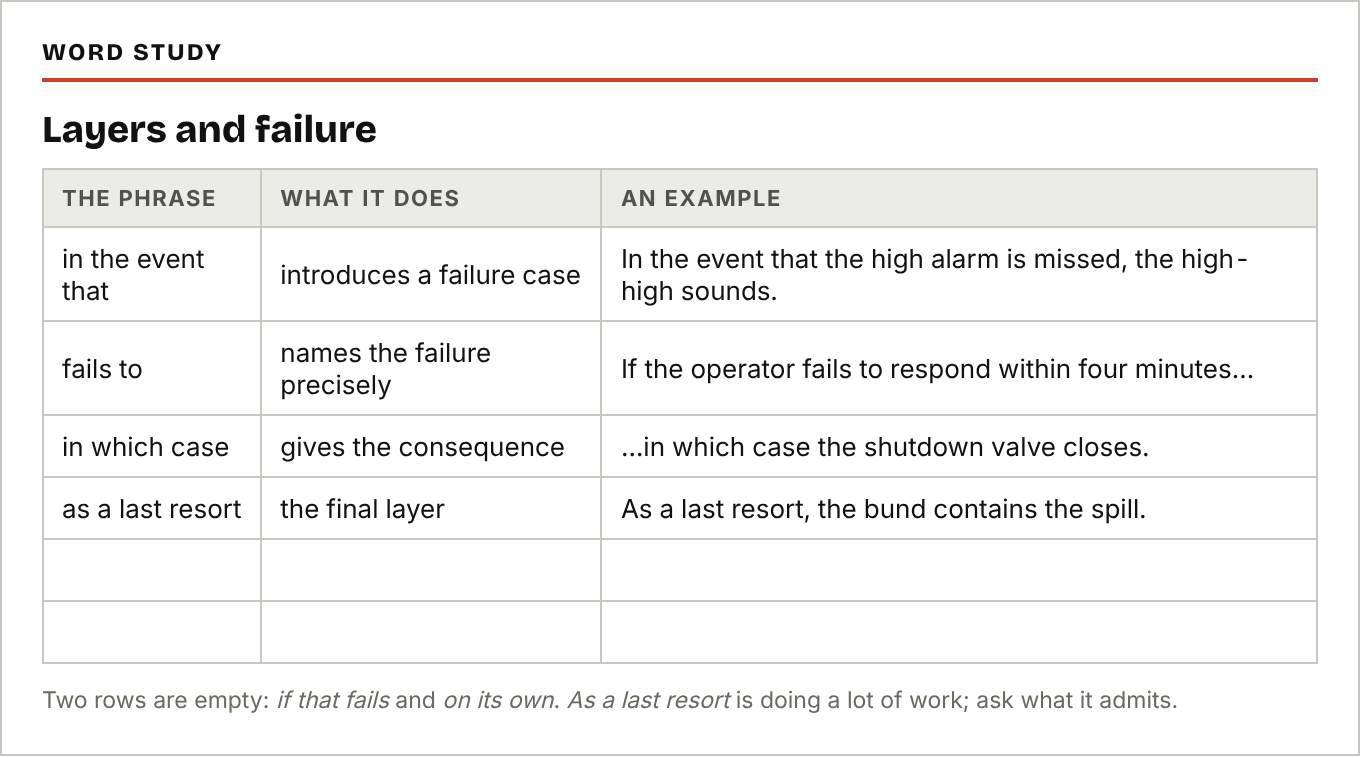 WORD STUDY
Layers and failure
THE PHRASE
WHAT IT DOES
AN EXAMPLE
in the event
that
introduces a failure case
In the event that the high alarm is missed, the high-
high sounds.
fails to
names the failure
precisely
If the operator fails to respond within four minutes…
in which case
gives the consequence
…in which case the shutdown valve closes.
as a last resort
the final layer
As a last resort, the bund contains the spill.
Two rows are empty: if that fails and on its own. As a last resort is doing a lot of work; ask what it admits.